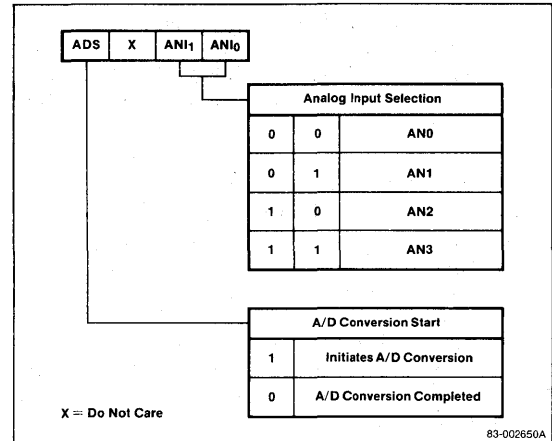 ADS X ANI1 ANI0
Analog Input Selection
0 0 AN0
0 1 AN1
1 0 AN2
1 1 AN3
A/D Conversion Start
1 Initiates A/D Conversion
0 A/D Conversion Completed
X = Do Not Care
83-002650A